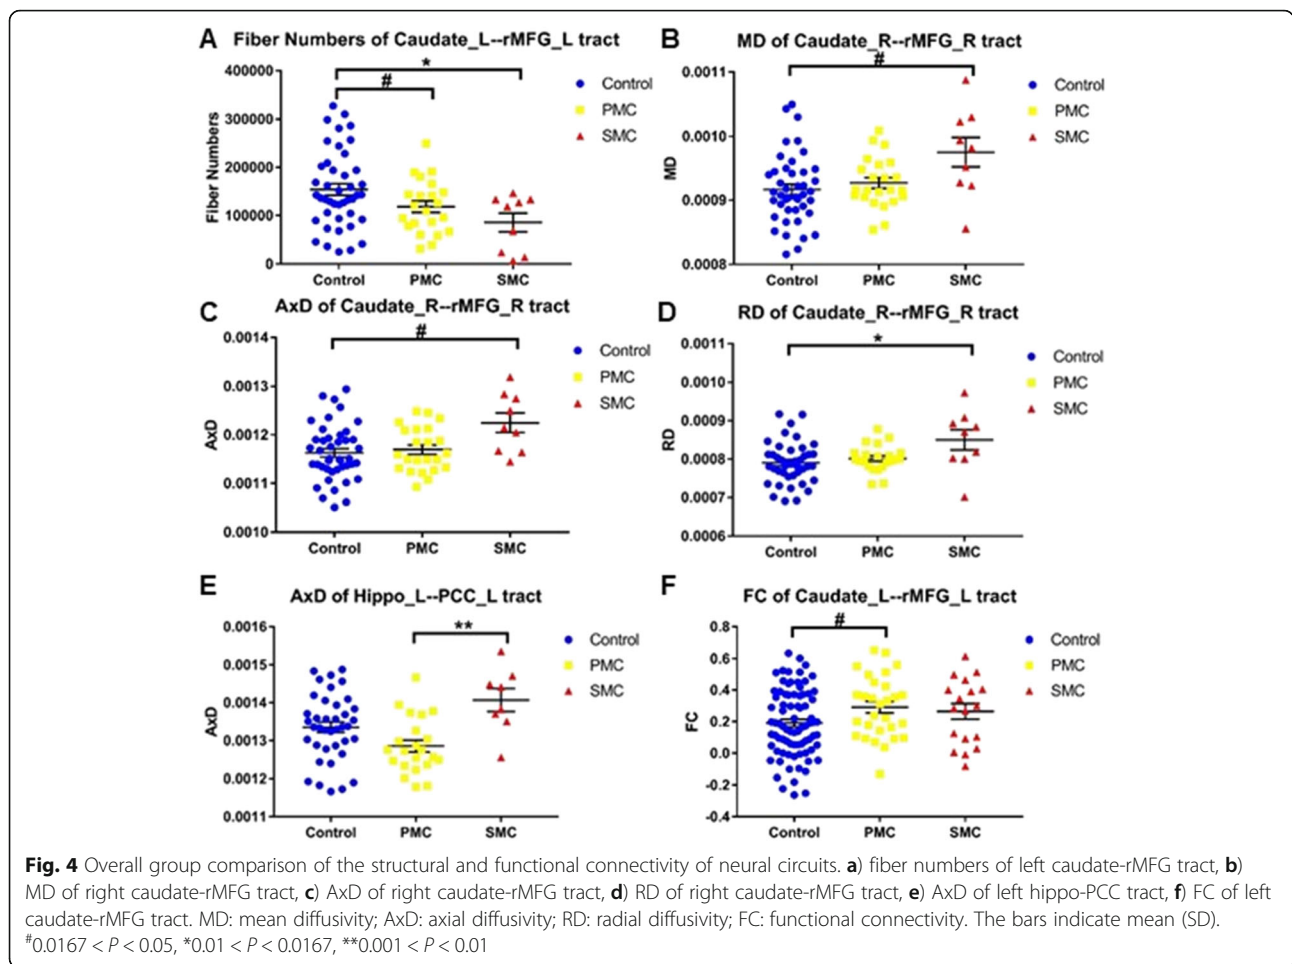 A Fiber Numbers of Caudate_L--rMFG_L tract
400000
300000
200000
100000
0
Fiber Numbers
*
#
Control
PMC
SMC
Control PMC SMC
B MD of Caudate_R--rMFG_R tract
0.0011
0.0010
0.0009
0.0008
MD
#
Control
PMC
SMC
Control PMC SMC
C AxD of Caudate_R--rMFG_R tract
0.0014
0.0013
0.0012
0.0011
0.0010
AxD
#
Control
PMC
SMC
Control PMC SMC
D RD of Caudate_R--rMFG_R tract
0.0011
0.0010
0.0009
0.0008
0.0007
0.0006
RD
*
Control
PMC
SMC
Control PMC SMC
E AxD of Hippo_L--PCC_L tract
0.0016
0.0015
0.0014
0.0013
0.0012
0.0011
AxD
**
Control
PMC
SMC
Control PMC SMC
F FC of Caudate_L--rMFG_L tract
0.8
0.6
0.4
0.2
0.0
-0.2
-0.4
FC
#
Control
PMC
SMC
Control PMC SMC
Fig. 4 Overall group comparison of the structural and functional connectivity of neural circuits. a) fiber numbers of left caudate-rMFG tract, b)
MD of right caudate-rMFG tract, c) AxD of right caudate-rMFG tract, d) RD of right caudate-rMFG tract, e) AxD of left hippo-PCC tract, f) FC of left
caudate-rMFG tract. MD: mean diffusivity; AxD: axial diffusivity; RD: radial diffusivity; FC: functional connectivity. The bars indicate mean (SD).
#0.0167 < P < 0.05, *0.01 < P < 0.0167, **0.001 < P < 0.01